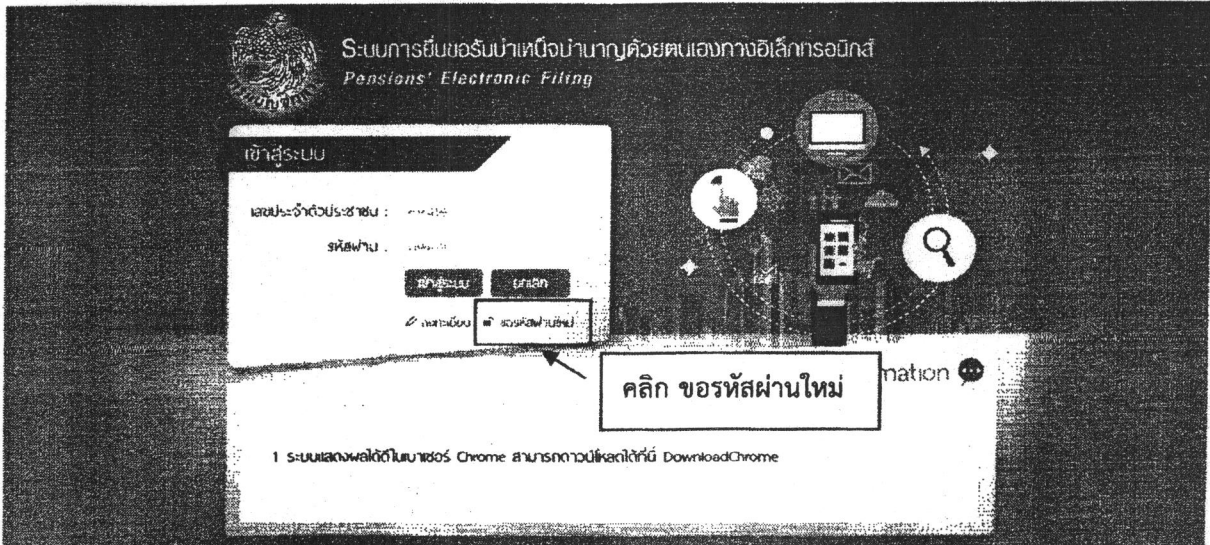 ระบบการยื่นขอรับบำเหน็จบำนาญด้วยตนเองทางอิเล็กทรอนิกส์
Pensions' Electronic Filing
เข้าสู่ระบบ
เลขประจำตัวประชาชน :
รหัสผ่าน :
เข้าสู่ระบบ ยกเลิก
ลงทะเบียน ขอรหัสผ่านใหม่
คลิก ขอรหัสผ่านใหม่
mation
1 ระบบแสดงผลได้ดีในเบาเซอร์ Chrome สามารถดาวน์โหลดได้ที่นี่ DownloadChrome